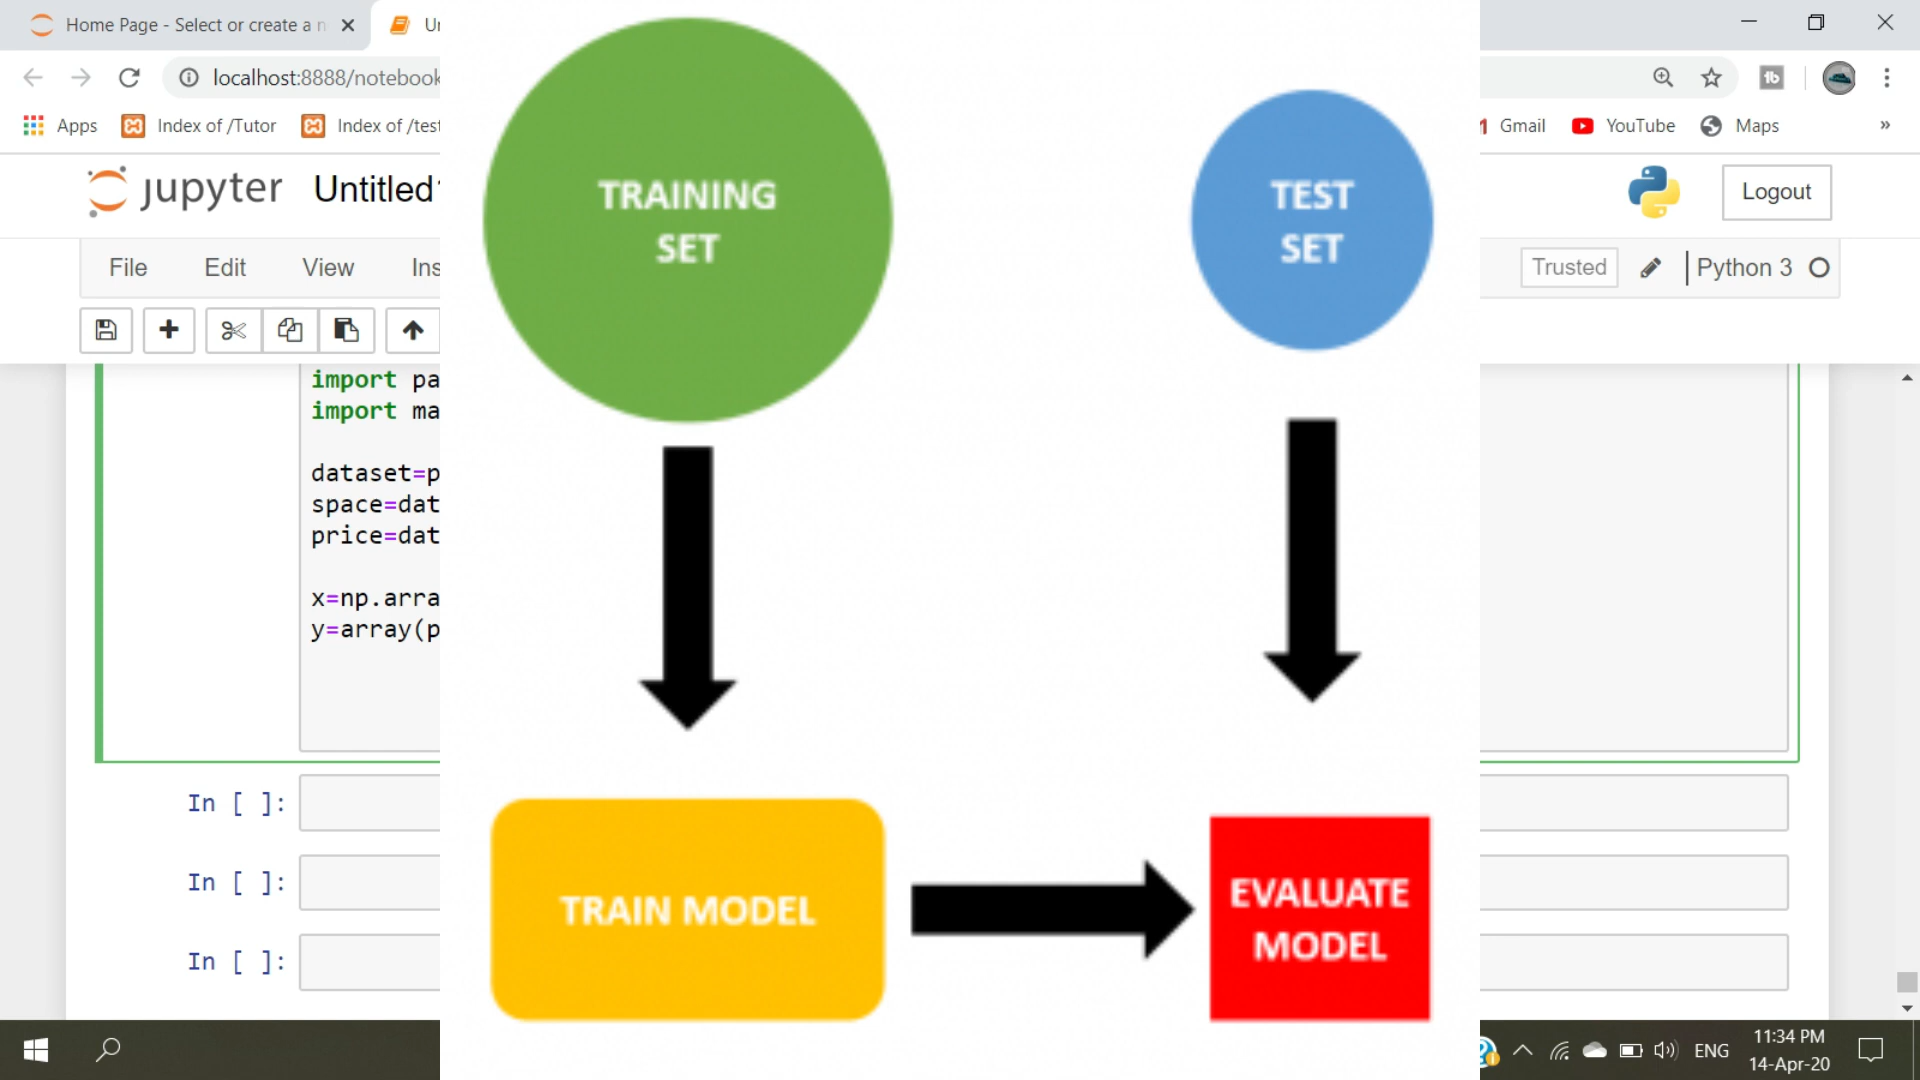 Home Page - Select or create a n
localhost:8888/notebook
Apps
Index of /Tutor
Index of /test
Gmail
YouTube
Maps
»
jupyter
Untitled
Logout
File
Edit
View
Ins
Trusted
Python 3
import pa
import ma
dataset=p
space=dat
price=dat
x=np.arra
y=array(p
In [ ]:
In [ ]:
In [ ]:
TRAINING
SET
TEST
SET
TRAIN MODEL
EVALUATE
MODEL
ENG
11:34 PM
14-Apr-20